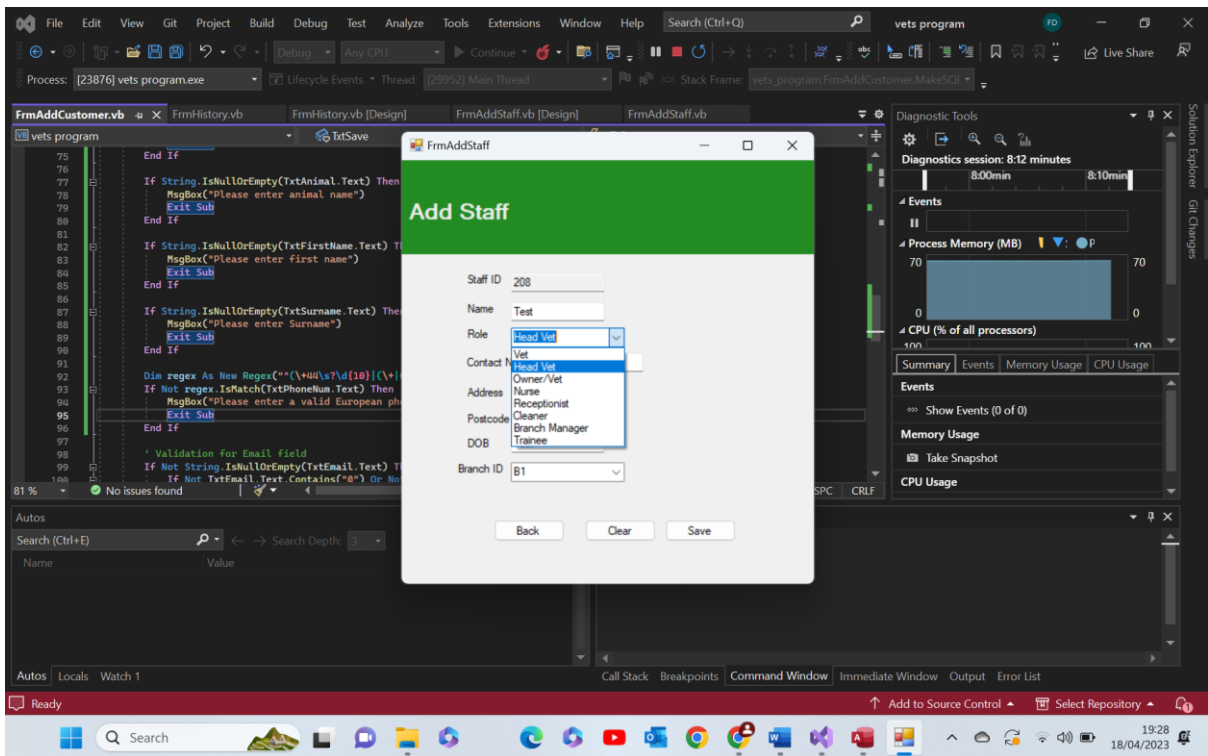 File Edit View Git Project Build Debug Test Analyze Tools Extensions Window Help Search (Ctrl+Q) vets program FD
Debug Any CPU Continue Live Share
Process: [23876] vets program.exe Lifecycle Events Thread: [29952] Main Thread Stack Frame: vets_program.FrmAddCustomer.MakeSQl
FrmAddCustomer.vb FrmHistory.vb FrmHistory.vb [Design] FrmAddStaff.vb [Design] FrmAddStaff.vb
vets program TxtSave
75 End If
76
77 If String.IsNullOrEmpty(TxtAnimal.Text) Then
78 MsgBox("Please enter animal name")
79 Exit Sub
80 End If
81
82 If String.IsNullOrEmpty(TxtFirstName.Text)
83 MsgBox("Please enter first name")
84 Exit Sub
85 End If
86
87 If String.IsNullOrEmpty(TxtSurname.Text) The
88 MsgBox("Please enter Surname")
89 Exit Sub
90 End If
91
92 Dim regex As New Regex("^(\+44\s?\d{10}|(\+
93 If Not regex.IsMatch(TxtPhoneNum.Text) Then
94 MsgBox("Please enter a valid European ph
95 Exit Sub
96 End If
97
98 ' Validation for Email field
99 If Not String.IsNullOrEmpty(TxtEmail.Text) T
100 If Not TxtEmail.Text.Contains("@") Or No
81 % No issues found SPC CRLF
FrmAddStaff
Add Staff
Staff ID 208
Name Test
Role Head Vet
Vet
Contact N Head Vet
Owner/Vet
Address Nurse
Receptionist
Postcode Cleaner
Branch Manager
DOB Trainee
Branch ID B1
Back Clear Save
Diagnostic Tools
Diagnostics session: 8:12 minutes
8:00min 8:10min
Events
Process Memory (MB) P
70 70
0 0
CPU (% of all processors)
100 100
Summary Events Memory Usage CPU Usage
Events
Show Events (0 of 0)
Memory Usage
Take Snapshot
CPU Usage
Solution Explorer
Git Changes
Autos
Search (Ctrl+E) Search Depth: 3
Name Value
Autos Locals Watch 1
Call Stack Breakpoints Command Window Immediate Window Output Error List
Ready Add to Source Control Select Repository
Search 19:28
18/04/2023